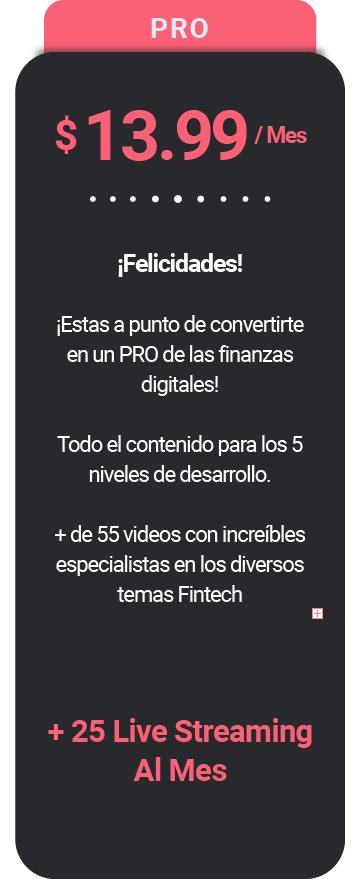 PRO
$ 13.99 / Mes
¡Felicidades!
¡Estas a punto de convertirte
en un PRO de las finanzas
digitales!
Todo el contenido para los 5
niveles de desarrollo.
+ de 55 videos con increíbles
especialistas en los diversos
temas Fintech
+ 25 Live Streaming
Al Mes